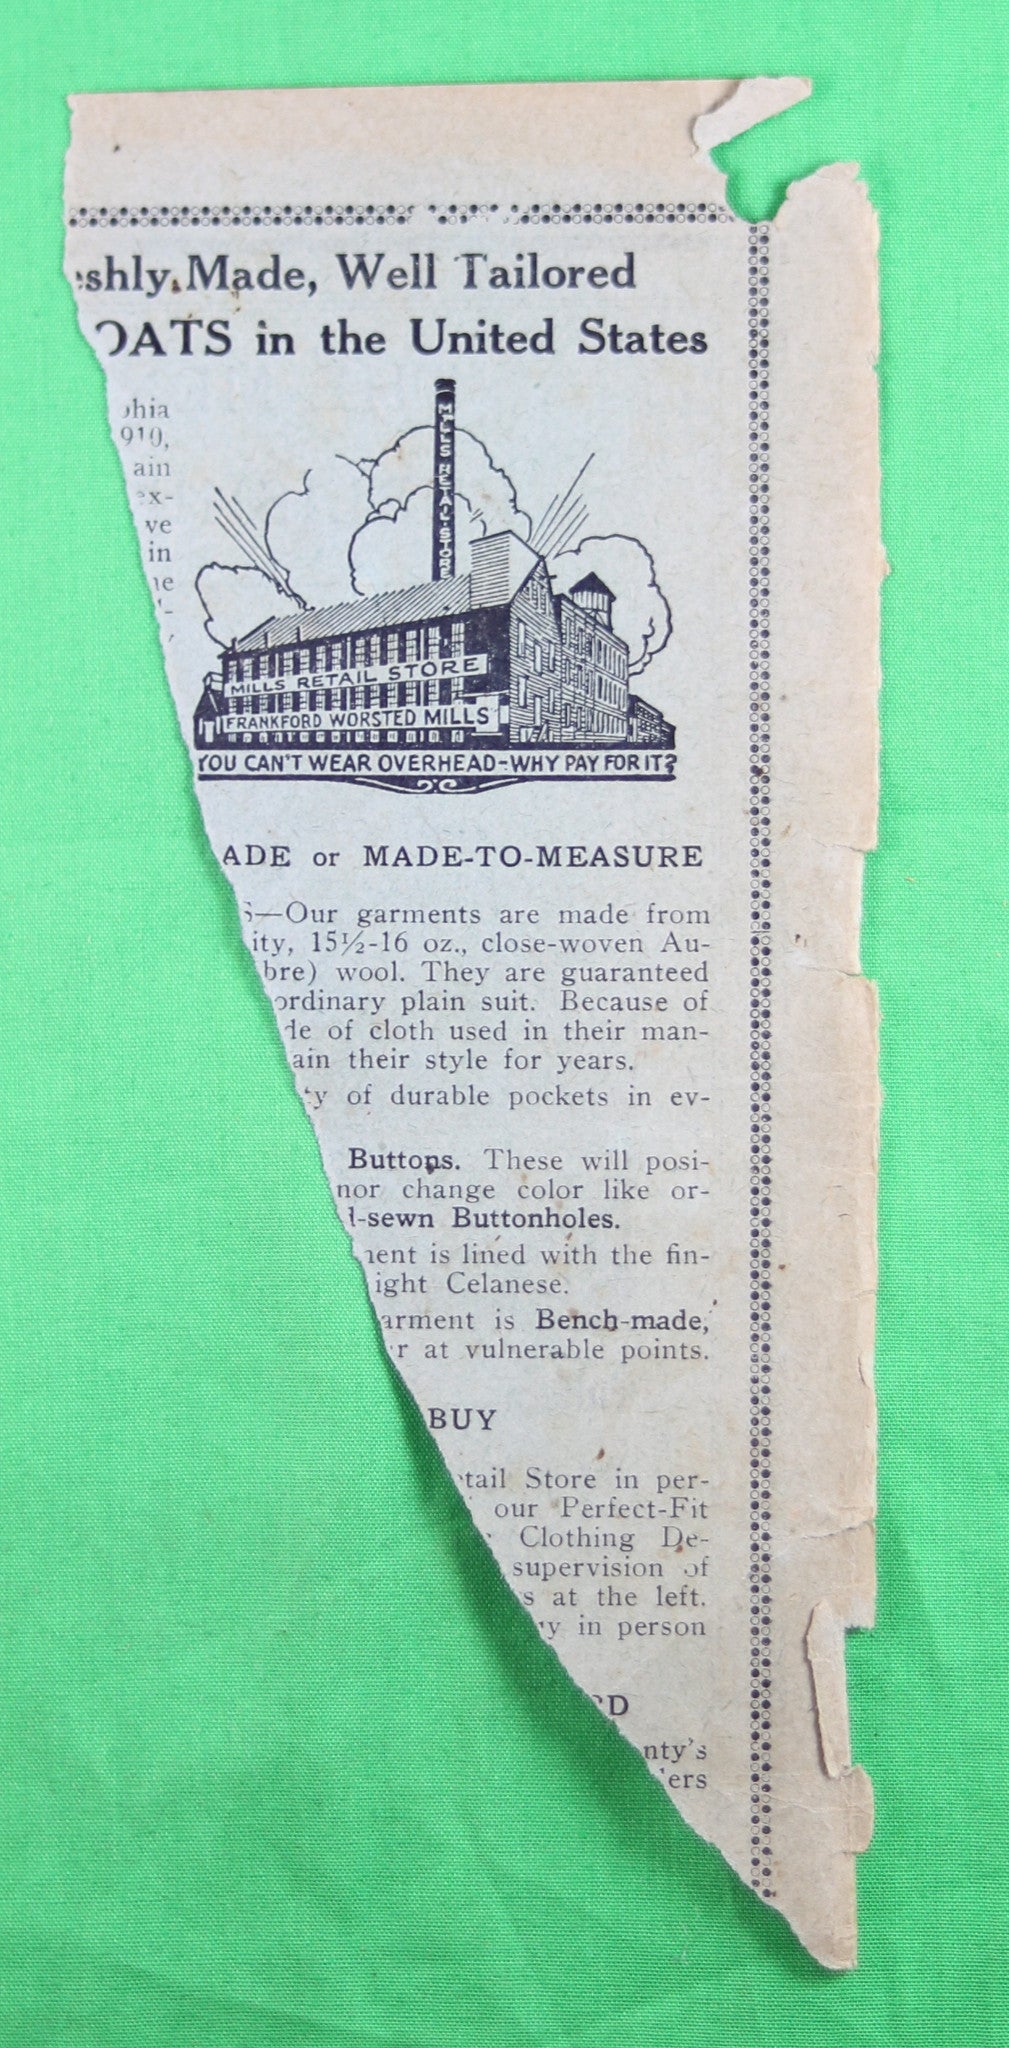 shly Made, Well Tailored
OATS in the United States
phia
910,
ain
ex-
ve
in
MILLS RETAIL STORE
MILLS RETAIL STORE
FRANKFORD WORSTED MILLS
YOU CAN'T WEAR OVERHEAD-WHY PAY FOR IT?
ADE or MADE-TO-MEASURE
S—Our garments are made from
ity, 15½-16 oz., close-woven Au-
bre) wool. They are guaranteed
ordinary plain suit. Because of
de of cloth used in their man-
ain their style for years.
ty of durable pockets in ev-
Buttons. These will posi-
nor change color like or-
d-sewn Buttonholes.
ment is lined with the fin-
ight Celanese.
arment is Bench-made,
r at vulnerable points.
BUY
etail Store in per-
our Perfect-Fit
Clothing De-
supervision of
s at the left.
uy in person
RD
nty's
ders